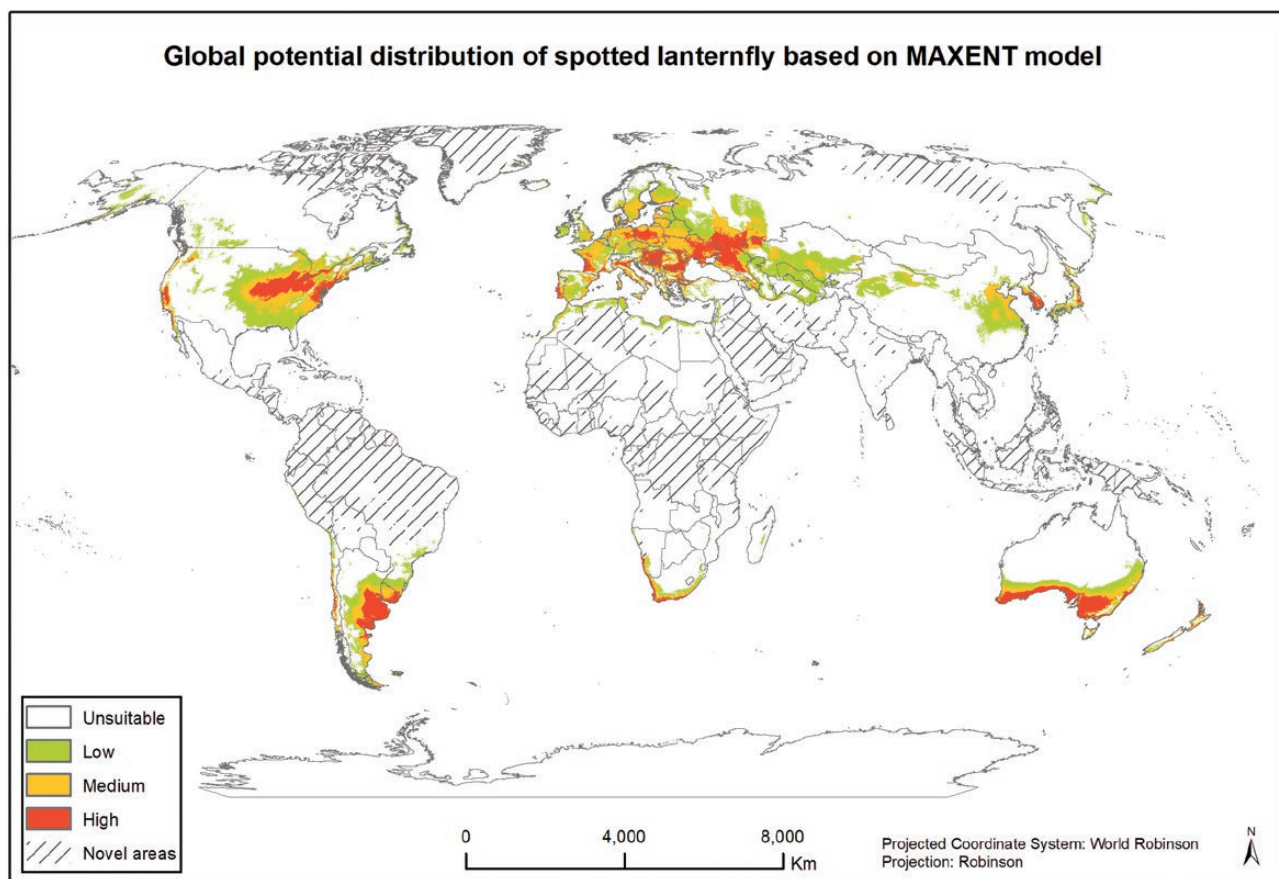 Global potential distribution of spotted lanternfly based on MAXENT model
Unsuitable
Low
Medium
High
Novel areas
0 4,000 8,000
Km
Projected Coordinate System: World Robinson
Projection: Robinson
N